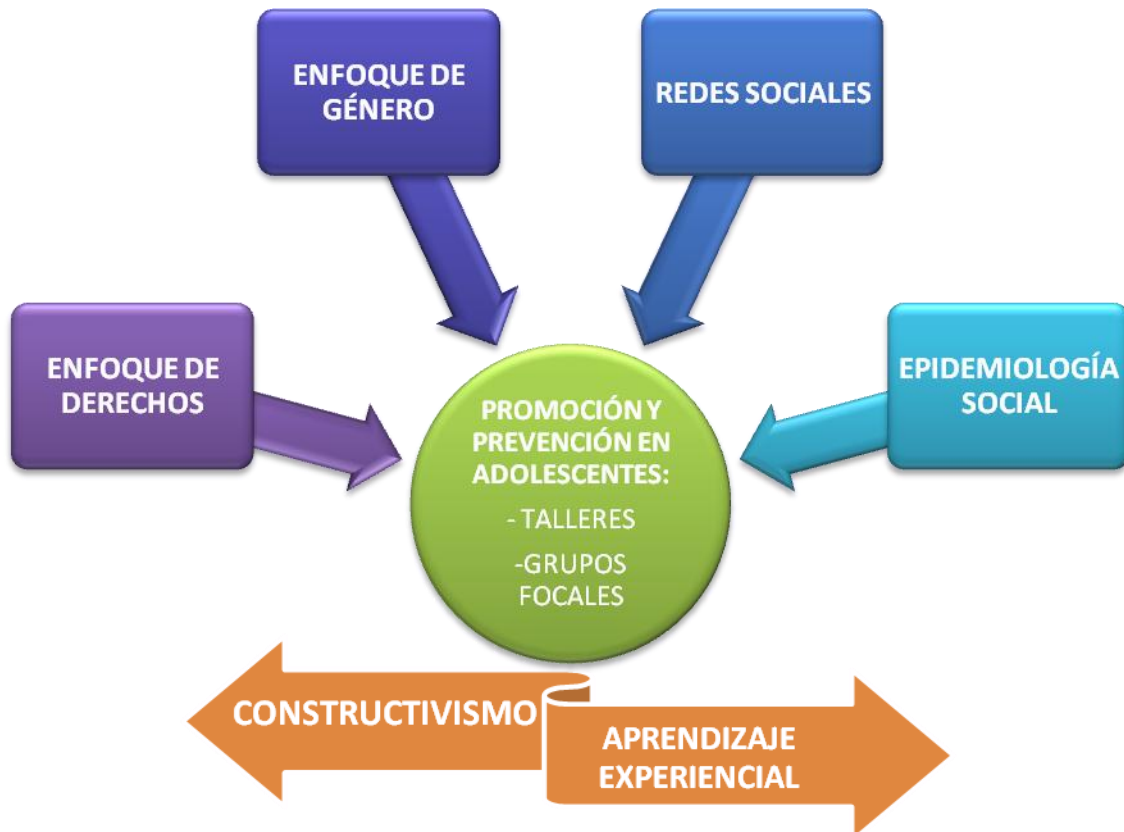 ENFOQUE DE
GÉNERO
REDES SOCIALES
ENFOQUE DE
DERECHOS
EPIDEMIOLOGÍA
SOCIAL
PROMOCIÓN Y
PREVENCIÓN EN
ADOLESCENTES:
- TALLERES
-GRUPOS
FOCALES
CONSTRUCTIVISMO
APRENDIZAJE
EXPERIENCIAL